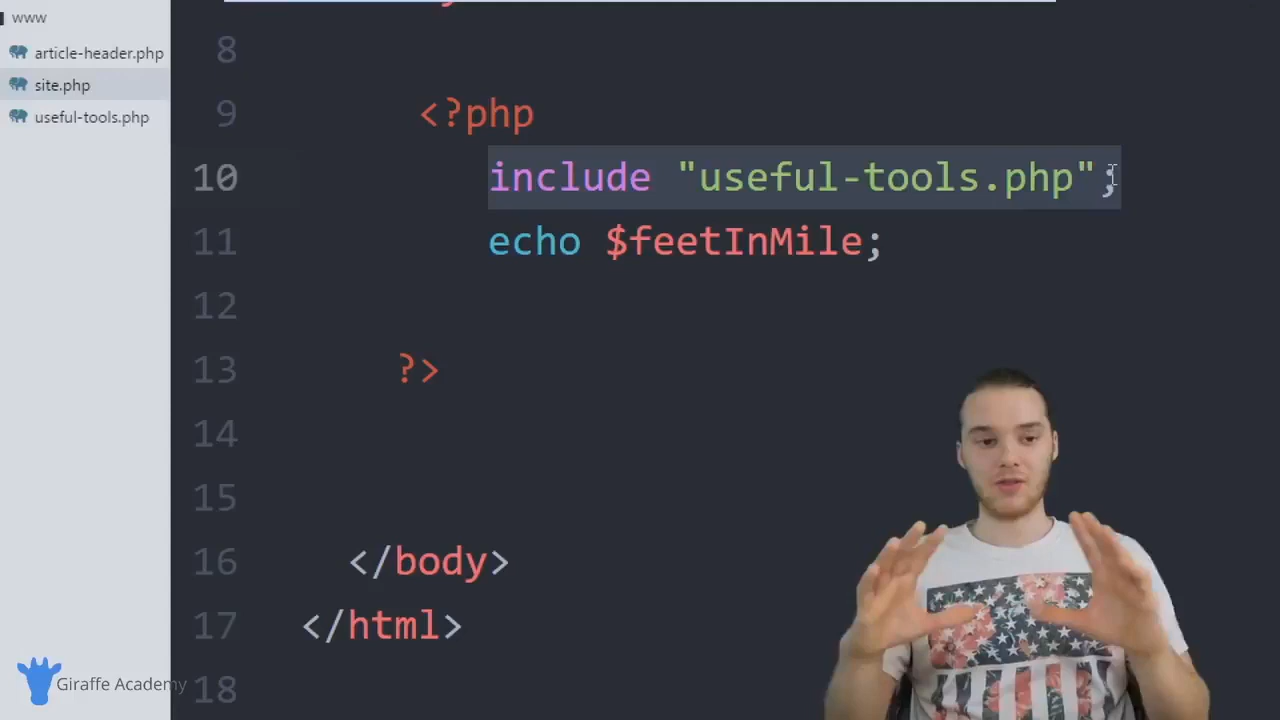 www
article-header.php
site.php
useful-tools.php
8
9 <?php
10 include "useful-tools.php";
11 echo $feetInMile;
12
13 ?>
14
15
16 </body>
17 </html>
18
Giraffe Academy